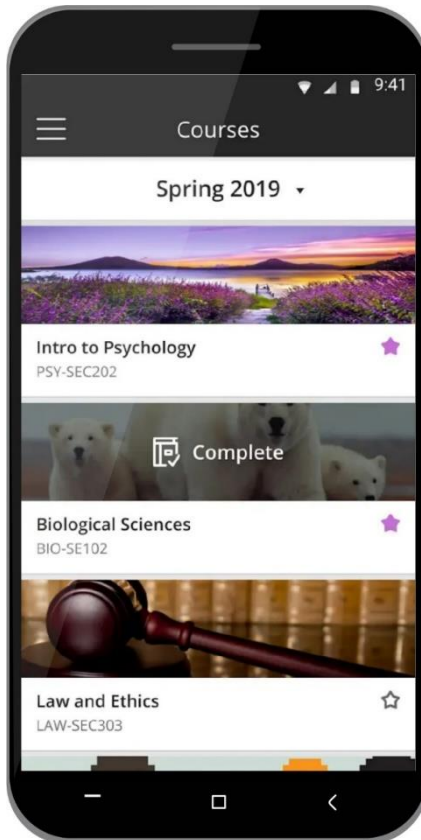 9:41
Courses
Spring 2019
Intro to Psychology
PSY-SEC202
Complete
Biological Sciences
BIO-SE102
Law and Ethics
LAW-SEC303